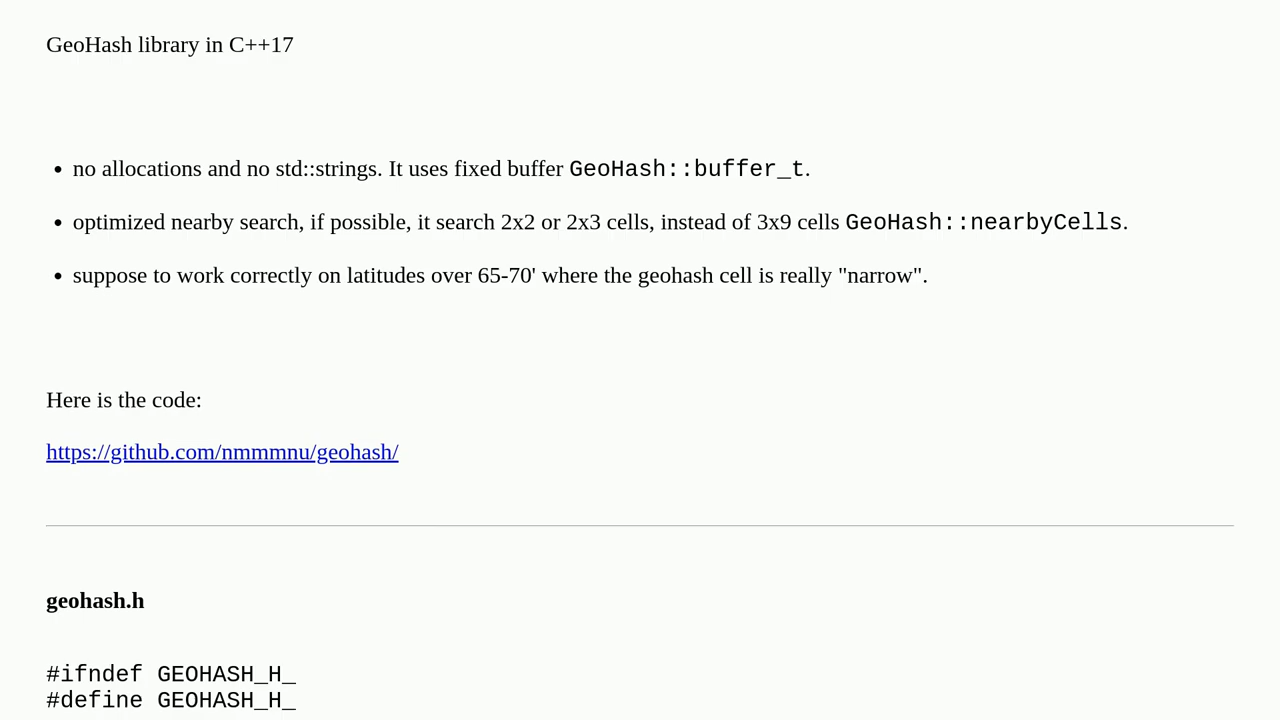 GeoHash library in C++17
• no allocations and no std::strings. It uses fixed buffer GeoHash::buffer_t.
• optimized nearby search, if possible, it search 2x2 or 2x3 cells, instead of 3x9 cells GeoHash::nearbyCells.
• suppose to work correctly on latitudes over 65-70' where the geohash cell is really "narrow".
Here is the code:
https://github.com/nmmmnu/geohash/
geohash.h
#ifndef GEOHASH_H_
#define GEOHASH_H_